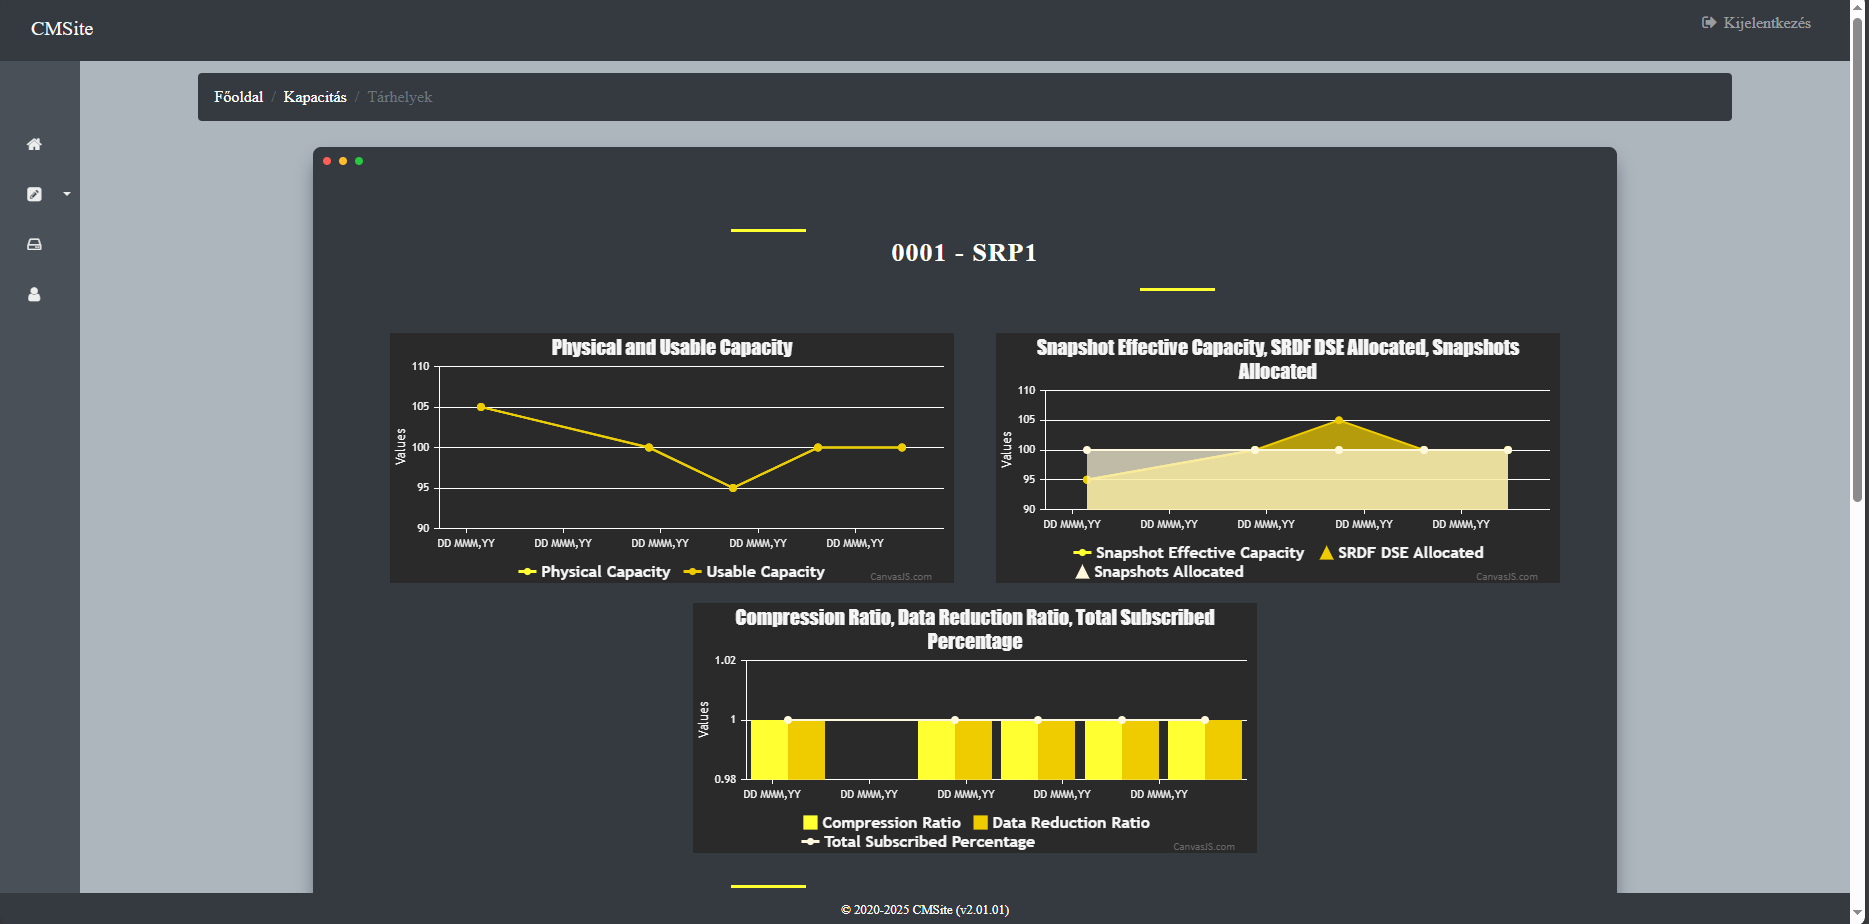 CMSite
Kijelentkezés
Főoldal / Kapacitás / Tárhelyek
0001 - SRP1
Physical and Usable Capacity
110
105
100
95
90
Values
DD MMM,YY DD MMM,YY DD MMM,YY DD MMM,YY DD MMM,YY
Physical Capacity Usable Capacity
CanvasJS.com
Snapshot Effective Capacity, SRDF DSE Allocated, Snapshots
Allocated
110
105
100
95
90
Values
DD MMM,YY DD MMM,YY DD MMM,YY DD MMM,YY DD MMM,YY
Snapshot Effective Capacity SRDF DSE Allocated
Snapshots Allocated
CanvasJS.com
Compression Ratio, Data Reduction Ratio, Total Subscribed
Percentage
1.02
1
0.98
Values
DD MMM,YY DD MMM,YY DD MMM,YY DD MMM,YY DD MMM,YY
Compression Ratio Data Reduction Ratio
Total Subscribed Percentage
CanvasJS.com
© 2020-2025 CMSite (v2.01.01)